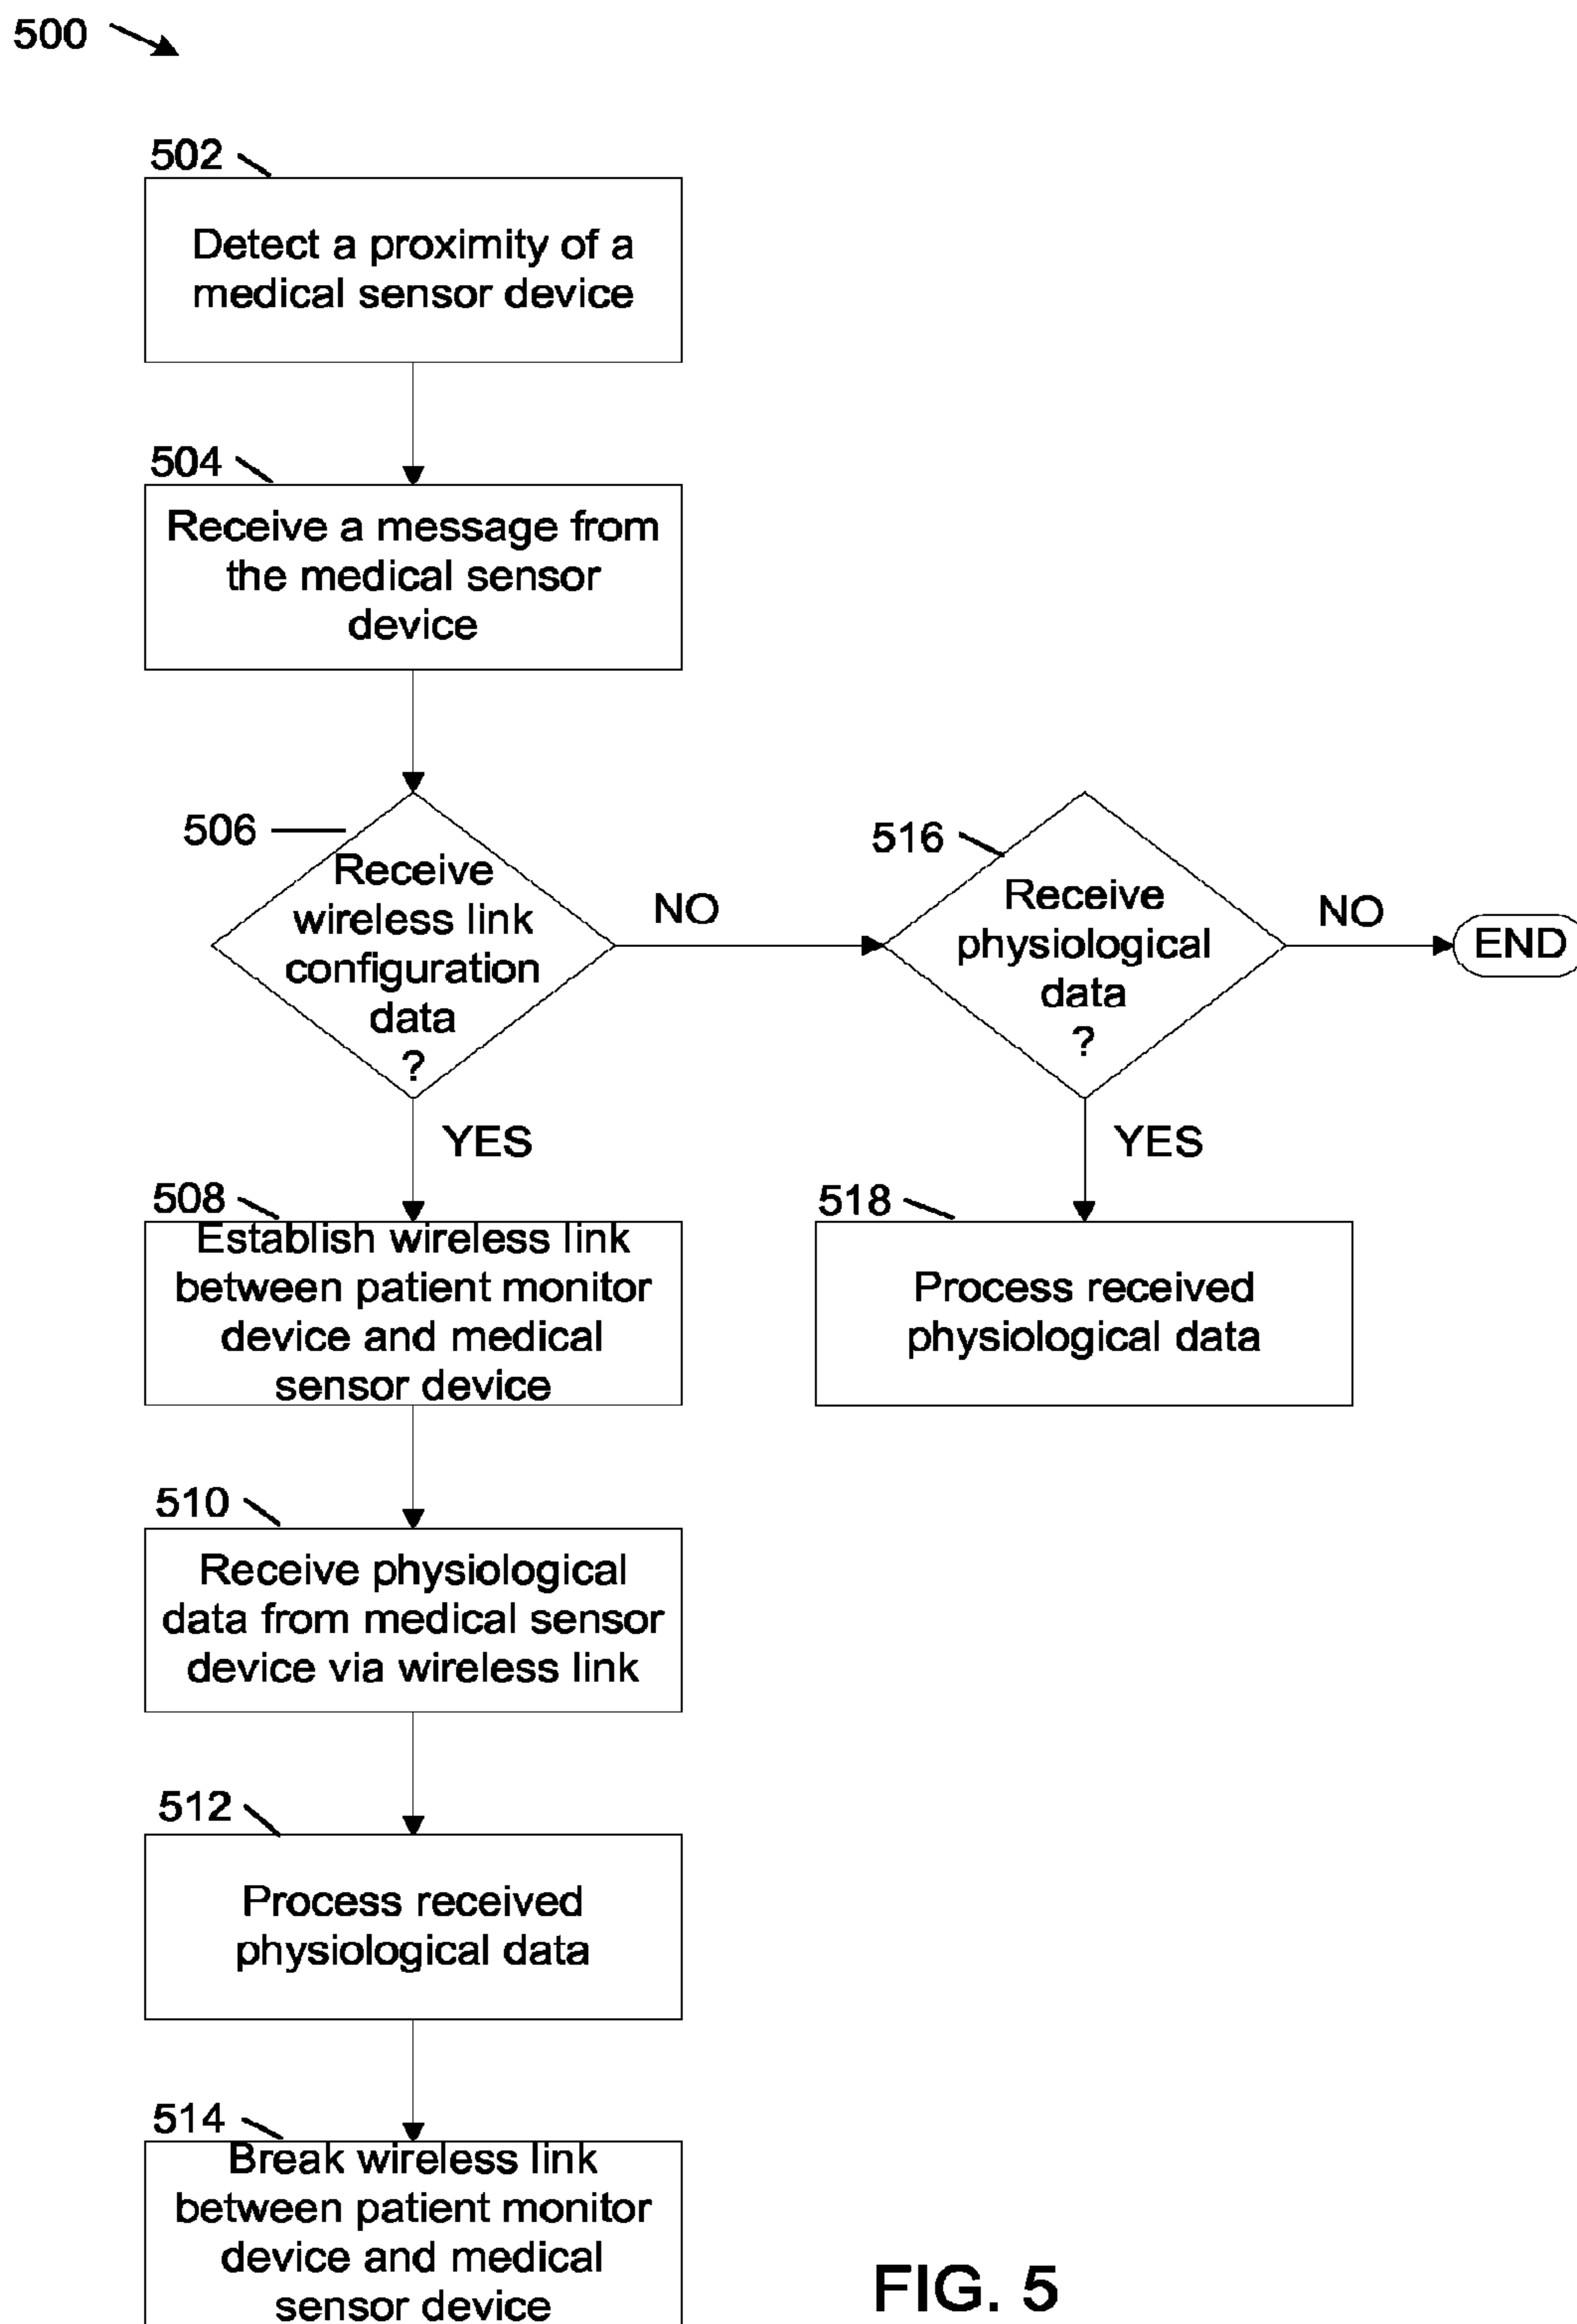 500
502
Detect a proximity of a
medical sensor device
504
Receive a message from
the medical sensor
device
506
Receive
wireless link
configuration
data
?
NO
516
Receive
physiological
data
?
NO
END
YES
YES
508
Establish wireless link
between patient monitor
device and medical
sensor device
518
Process received
physiological data
510
Receive physiological
data from medical sensor
device via wireless link
512
Process received
physiological data
514
Break wireless link
between patient monitor
device and medical
sensor device
FIG. 5